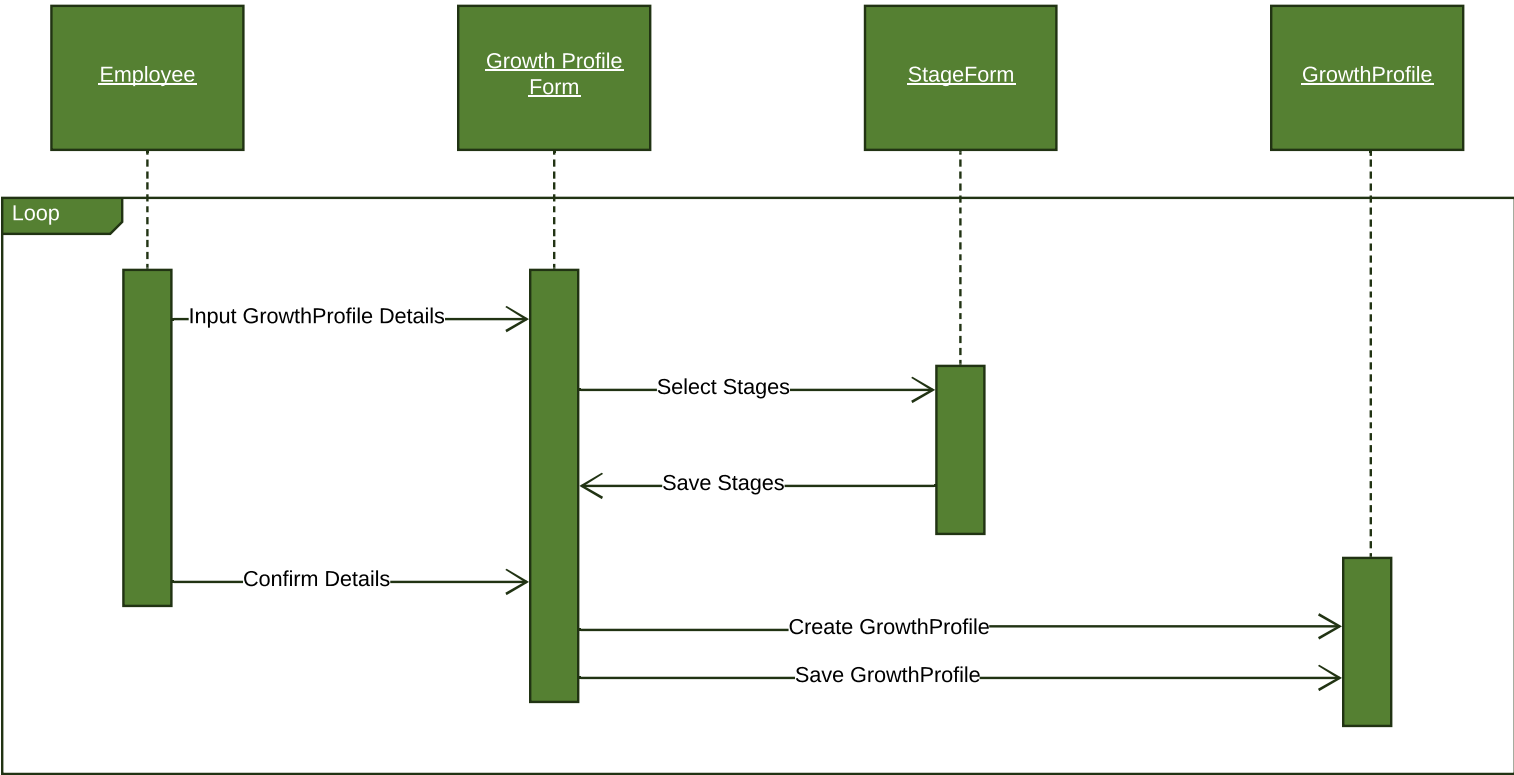 Employee
Growth Profile
Form
StageForm
GrowthProfile
Loop
Input GrowthProfile Details
Select Stages
Save Stages
Confirm Details
Create GrowthProfile
Save GrowthProfile